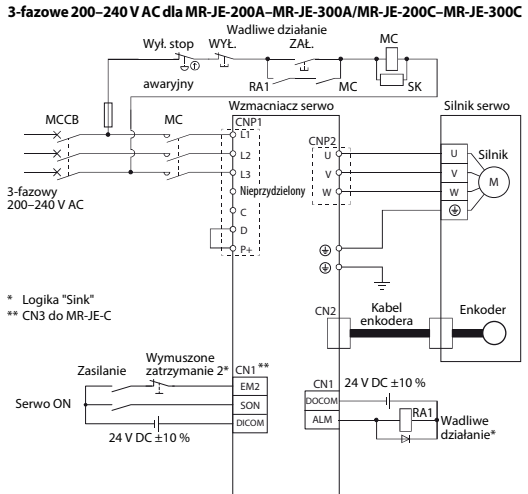 3-fazowe 200–240 V AC dla MR-JE-200A–MR-JE-300A/MR-JE-200C–MR-JE-300C
Wadliwe działanie
Wył. stop WYŁ. ZAŁ. MC
awaryjny RA1 MC SK
Wzmacniacz serwo Silnik serwo
MCCB MC CNP1
L1
CNP2
L2 U U Silnik
L3 V V M
Nieprzydzielony W W
3-fazowy
200–240 V AC
C
D
P+
* Logika "Sink"
** CN3 do MR-JE-C
CN2 Kabel
enkodera
Enkoder
Wymuszone
zatrzymanie 2*
Zasilanie CN1** CN1 24 V DC ±10 %
EM2 DOCOM
Serwo ON SON ALM RA1 Wadliwe
działanie*
DICOM
24 V DC ±10 %